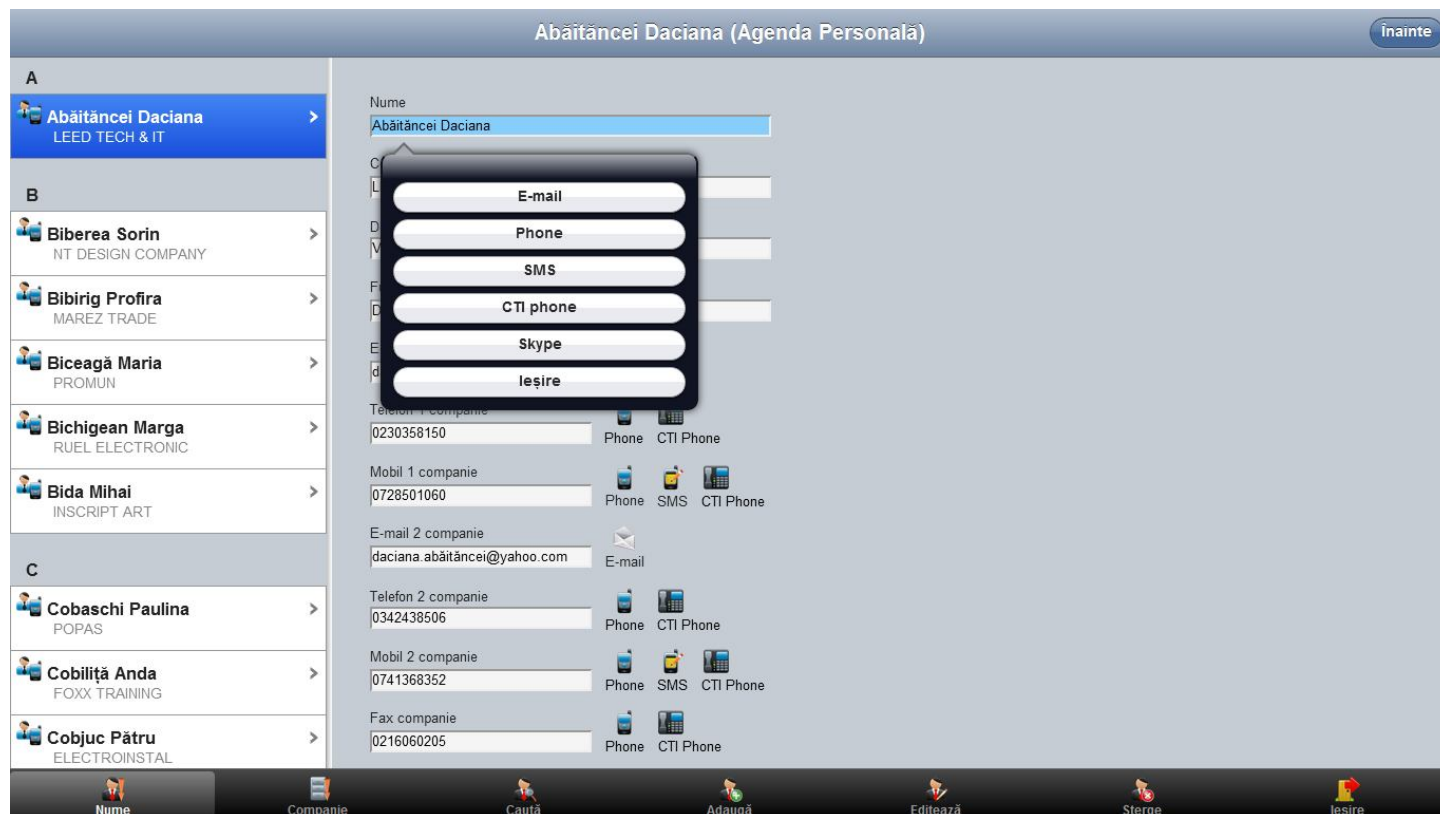 Abăităncei Daciana (Agenda Personală)
Înainte
A
Abăităncei Daciana
LEED TECH & IT
B
Biberea Sorin
NT DESIGN COMPANY
Bibirig Profira
MAREZ TRADE
Biceagă Maria
PROMUN
Bichigean Marga
RUEL ELECTRONIC
Bida Mihai
INSCRIPT ART
C
Cobaschi Paulina
POPAS
Cobiliță Anda
FOXX TRAINING
Cobjuc Pătru
ELECTROINSTAL
Nume
Abăităncei Daciana
E-mail
Phone
SMS
CTI phone
Skype
Ieșire
Telefon 1 companie
0230358150
Phone CTI Phone
Mobil 1 companie
0728501060
Phone SMS CTI Phone
E-mail 2 companie
daciana.abăităncei@yahoo.com
E-mail
Telefon 2 companie
0342438506
Phone CTI Phone
Mobil 2 companie
0741368352
Phone SMS CTI Phone
Fax companie
0216060205
Phone CTI Phone
Nume Companie Caută Adaugă Editează Șterge Ieșire